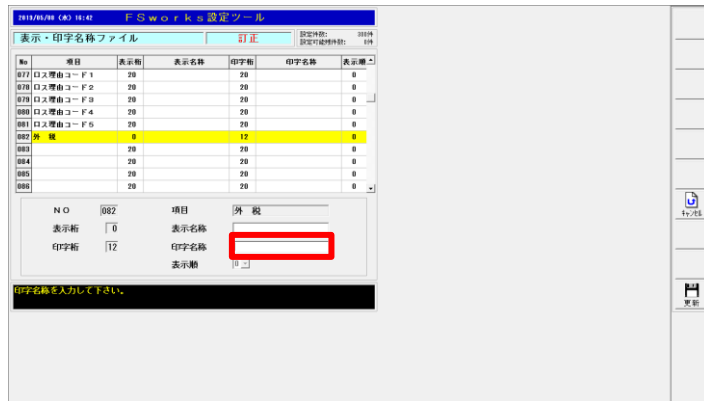 2019/05/08 (水) 16:42 FSworks設定ツール
表示・印字名称ファイル 訂正 設定件数: 300件
設定可能残件数: 0件
No 項目 表示桁 表示名称 印字桁 印字名称 表示順
077 ロス理由コード1 20 20 0
078 ロス理由コード2 20 20 0
079 ロス理由コード3 20 20 0
080 ロス理由コード4 20 20 0
081 ロス理由コード5 20 20 0
082 外 税 0 12 0
083 20 20 0
084 20 20 0
085 20 20 0
086 20 20 0
NO 082 項目 外 税
表示桁 0 表示名称
印字桁 12 印字名称
表示順 0
印字名称を入力して下さい。
キャンセル
更新